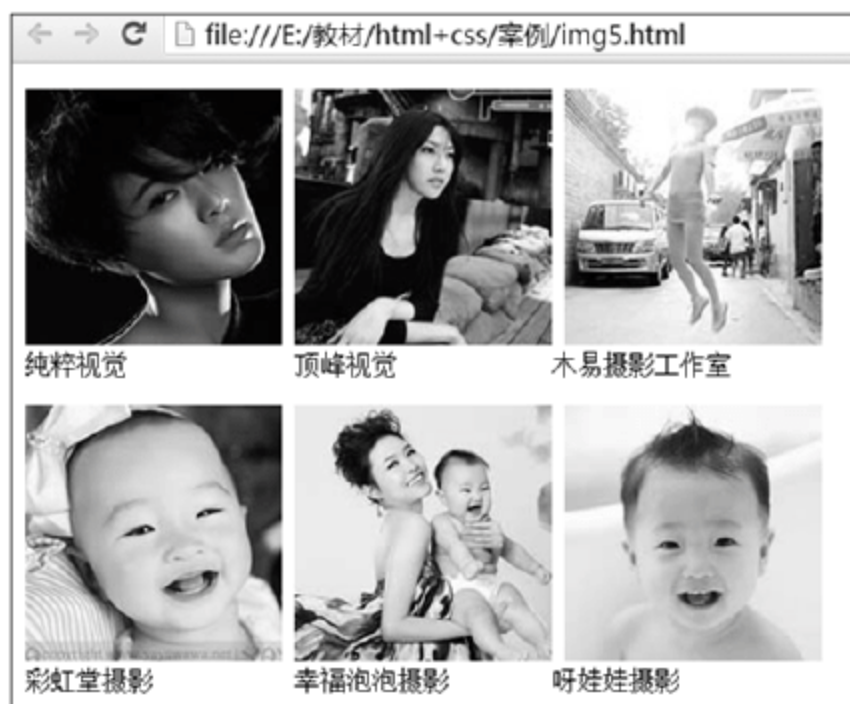 file:///E:/教材/html+css/案例/img5.html
纯粹视觉 顶峰视觉 木易摄影工作室
彩虹堂摄影 幸福泡泡摄影 呀娃娃摄影